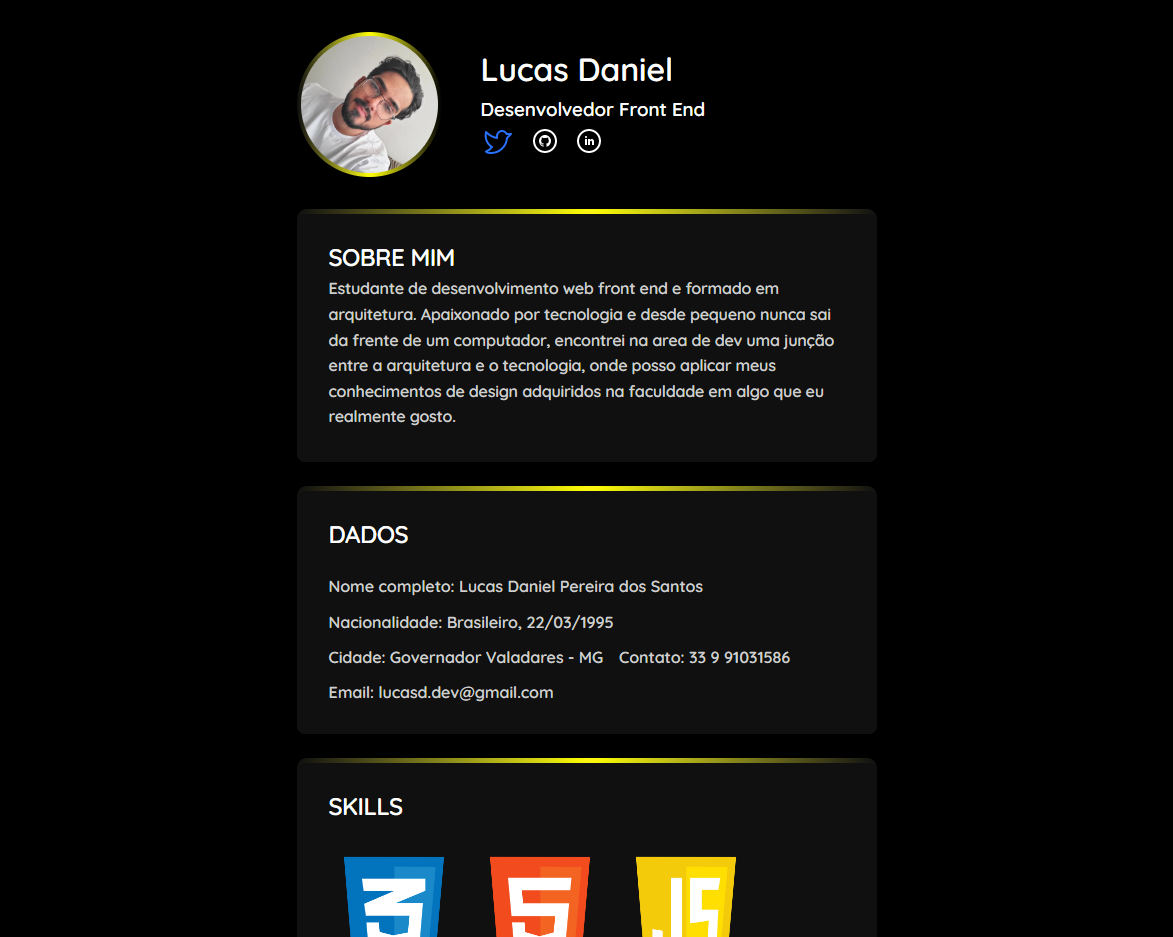 Lucas Daniel
Desenvolvedor Front End
in
SOBRE MIM
Estudante de desenvolvimento web front end e formado em
arquitetura. Apaixonado por tecnologia e desde pequeno nunca sai
da frente de um computador, encontrei na area de dev uma junção
entre a arquitetura e o tecnologia, onde posso aplicar meus
conhecimentos de design adquiridos na faculdade em algo que eu
realmente gosto.
DADOS
Nome completo: Lucas Daniel Pereira dos Santos
Nacionalidade: Brasileiro, 22/03/1995
Cidade: Governador Valadares - MG Contato: 33 9 91031586
Email: lucasd.dev@gmail.com
SKILLS
3 5 JS